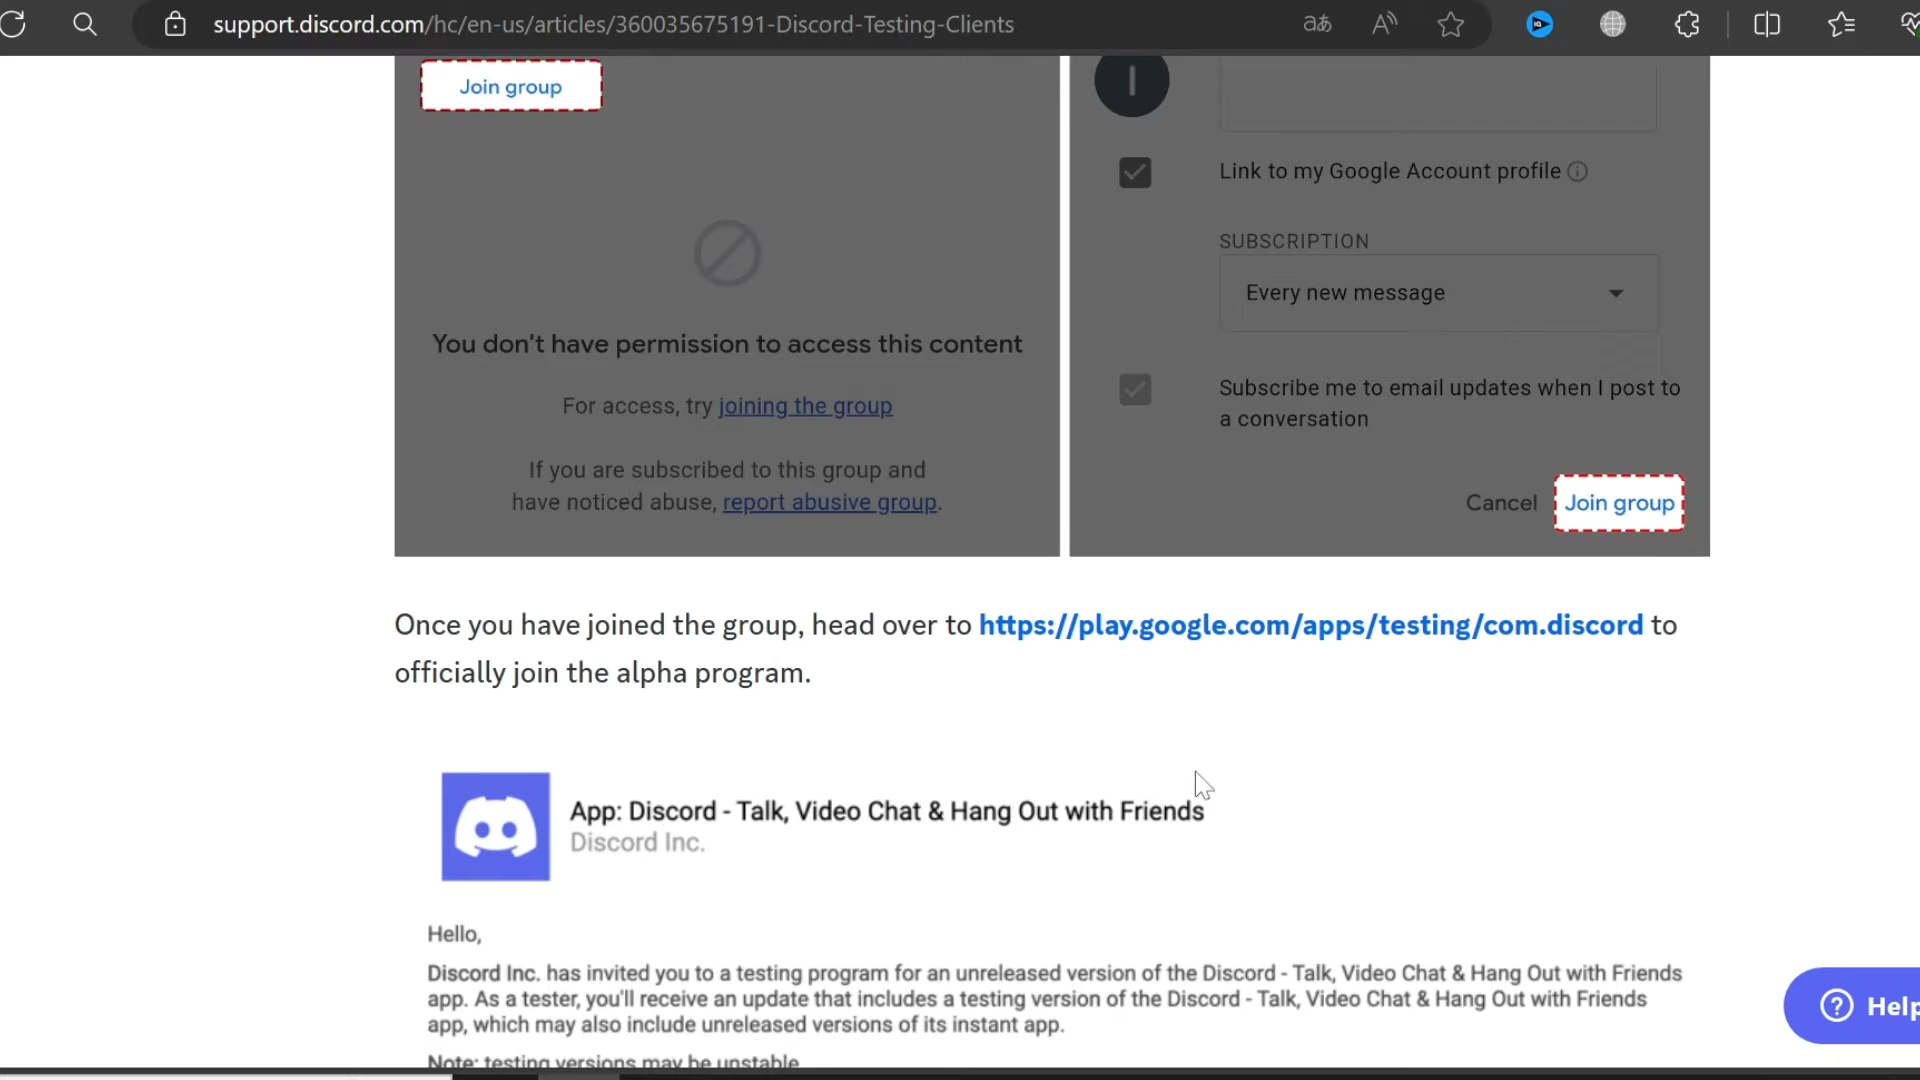 support.discord.com/hc/en-us/articles/360035675191-Discord-Testing-Clients
Join group
You don't have permission to access this content
For access, try joining the group
If you are subscribed to this group and
have noticed abuse, report abusive group.
I
Link to my Google Account profile
SUBSCRIPTION
Every new message
Subscribe me to email updates when I post to
a conversation
Cancel Join group
Once you have joined the group, head over to https://play.google.com/apps/testing/com.discord to
officially join the alpha program.
App: Discord - Talk, Video Chat & Hang Out with Friends
Discord Inc.
Hello,
Discord Inc. has invited you to a testing program for an unreleased version of the Discord - Talk, Video Chat & Hang Out with Friends
app. As a tester, you'll receive an update that includes a testing version of the Discord - Talk, Video Chat & Hang Out with Friends
app, which may also include unreleased versions of its instant app.
Note: testing versions may be unstable
Help